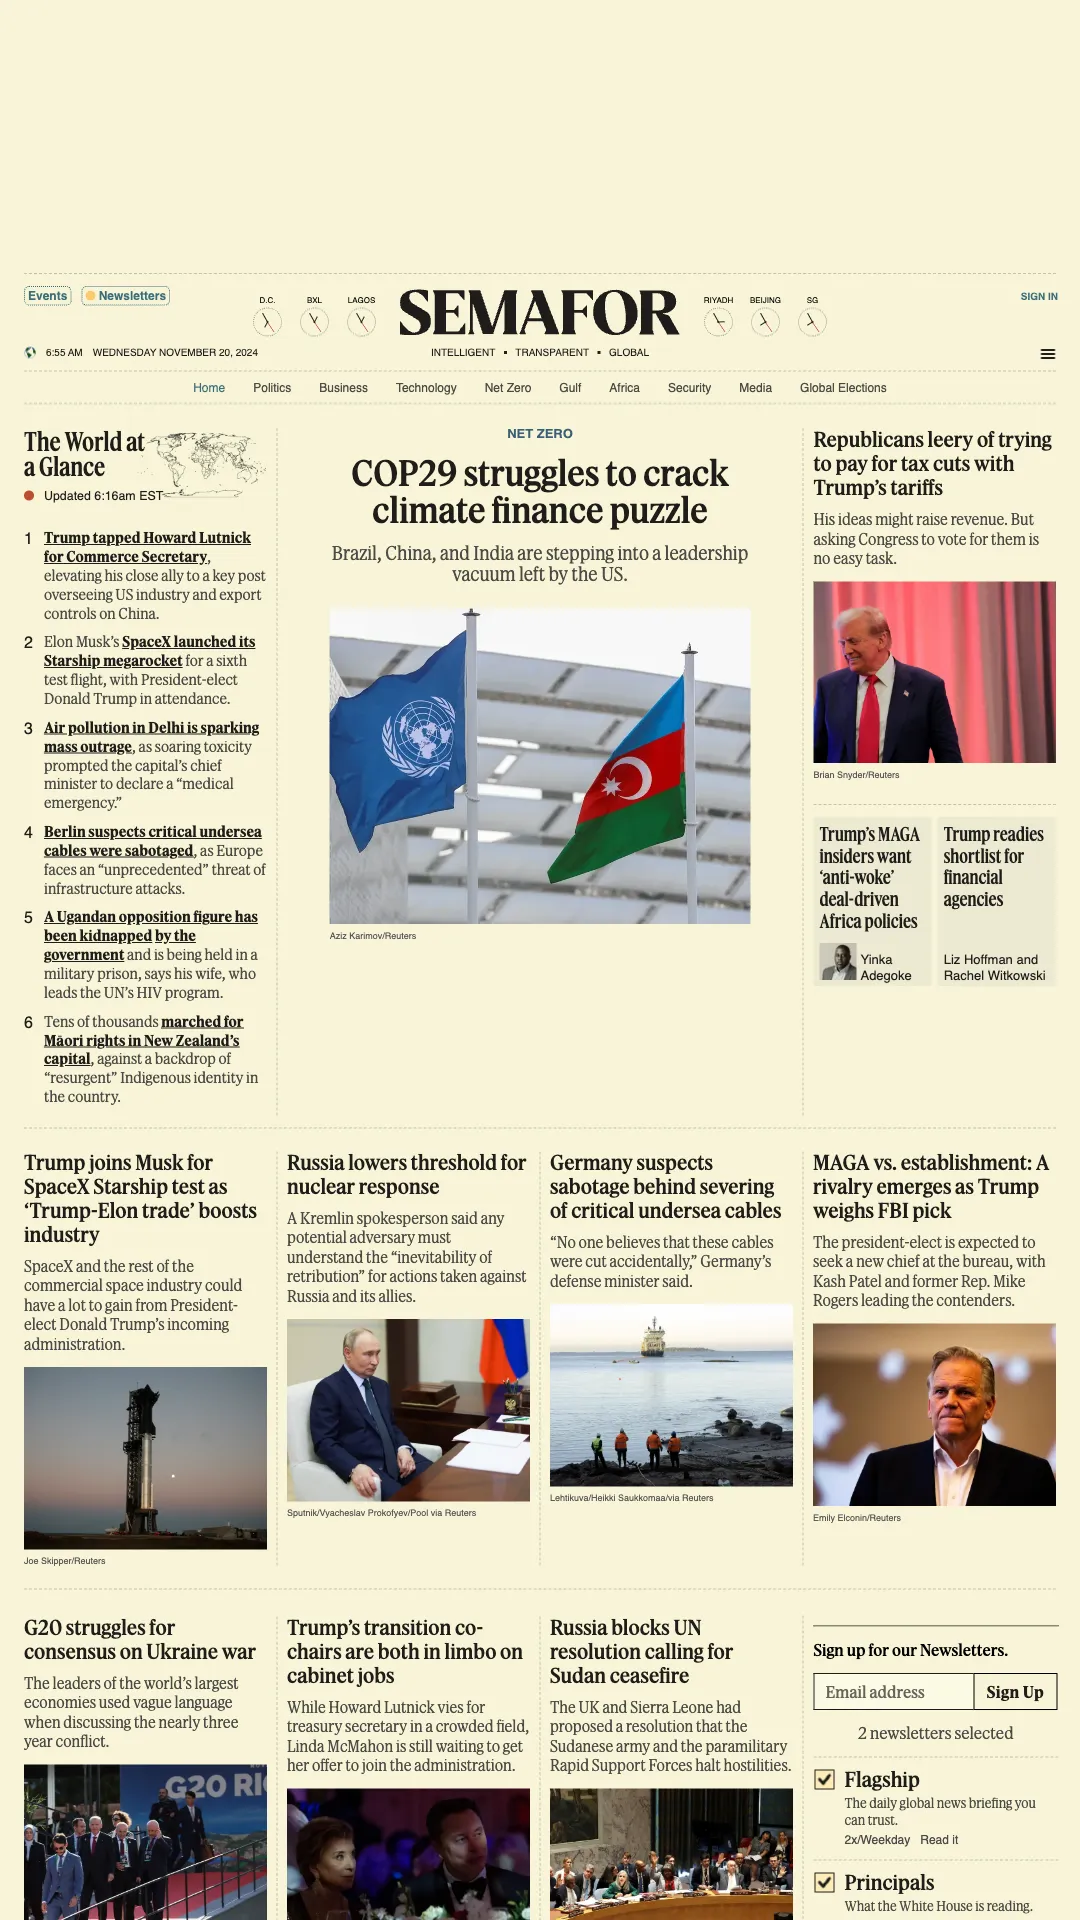 Events
Newsletters
D.C.
BXL
LAGOS
SEMAFOR
RIYADH
BEIJING
SG
SIGN IN
6:55 AM WEDNESDAY NOVEMBER 20, 2024
INTELLIGENT • TRANSPARENT • GLOBAL
Home
Politics
Business
Technology
Net Zero
Gulf
Africa
Security
Media
Global Elections
The World at
a Glance
Updated 6:16am EST
1 Trump tapped Howard Lutnick
for Commerce Secretary,
elevating his close ally to a key post
overseeing US industry and export
controls on China.
2 Elon Musk’s SpaceX launched its
Starship megarocket for a sixth
test flight, with President-elect
Donald Trump in attendance.
3 Air pollution in Delhi is sparking
mass outrage, as soaring toxicity
prompted the capital’s chief
minister to declare a “medical
emergency.”
4 Berlin suspects critical undersea
cables were sabotaged, as Europe
faces an “unprecedented” threat of
infrastructure attacks.
5 A Ugandan opposition figure has
been kidnapped by the
government and is being held in a
military prison, says his wife, who
leads the UN’s HIV program.
6 Tens of thousands marched for
Māori rights in New Zealand’s
capital, against a backdrop of
“resurgent” Indigenous identity in
the country.
NET ZERO
COP29 struggles to crack
climate finance puzzle
Brazil, China, and India are stepping into a leadership
vacuum left by the US.
Aziz Karimov/Reuters
Republicans leery of trying
to pay for tax cuts with
Trump’s tariffs
His ideas might raise revenue. But
asking Congress to vote for them is
no easy task.
Brian Snyder/Reuters
Trump’s MAGA
insiders want
‘anti-woke’
deal-driven
Africa policies
Yinka
Adegoke
Trump readies
shortlist for
financial
agencies
Liz Hoffman and
Rachel Witkowski
Trump joins Musk for
SpaceX Starship test as
‘Trump-Elon trade’ boosts
industry
SpaceX and the rest of the
commercial space industry could
have a lot to gain from President-
elect Donald Trump’s incoming
administration.
Joe Skipper/Reuters
Russia lowers threshold for
nuclear response
A Kremlin spokesperson said any
potential adversary must
understand the “inevitability of
retribution” for actions taken against
Russia and its allies.
Sputnik/Vyacheslav Prokofyev/Pool via Reuters
Germany suspects
sabotage behind severing
of critical undersea cables
“No one believes that these cables
were cut accidentally,” Germany’s
defense minister said.
Lehtikuva/Heikki Saukkomaa/via Reuters
MAGA vs. establishment: A
rivalry emerges as Trump
weighs FBI pick
The president-elect is expected to
seek a new chief at the bureau, with
Kash Patel and former Rep. Mike
Rogers leading the contenders.
Emily Elconin/Reuters
G20 struggles for
consensus on Ukraine war
The leaders of the world’s largest
economies used vague language
when discussing the nearly three
year conflict.
G20 RI
Trump’s transition co-
chairs are both in limbo on
cabinet jobs
While Howard Lutnick vies for
treasury secretary in a crowded field,
Linda McMahon is still waiting to get
her offer to join the administration.
Russia blocks UN
resolution calling for
Sudan ceasefire
The UK and Sierra Leone had
proposed a resolution that the
Sudanese army and the paramilitary
Rapid Support Forces halt hostilities.
Sign up for our Newsletters.
Email address
Sign Up
2 newsletters selected
Flagship
The daily global news briefing you
can trust.
2x/Weekday Read it
Principals
What the White House is reading.